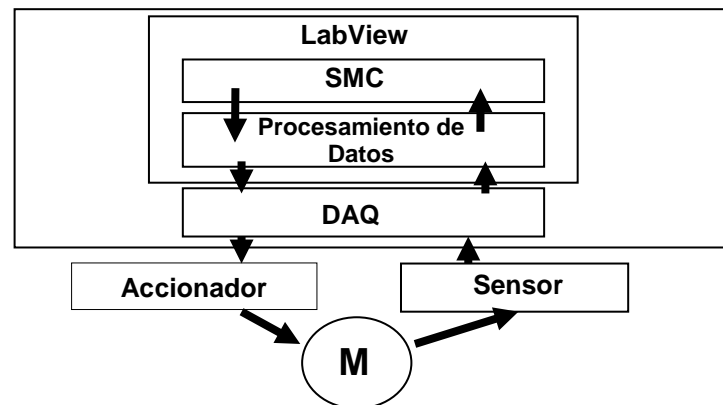 LabView
SMC
Procesamiento de
Datos
DAQ
Accionador
Sensor
M